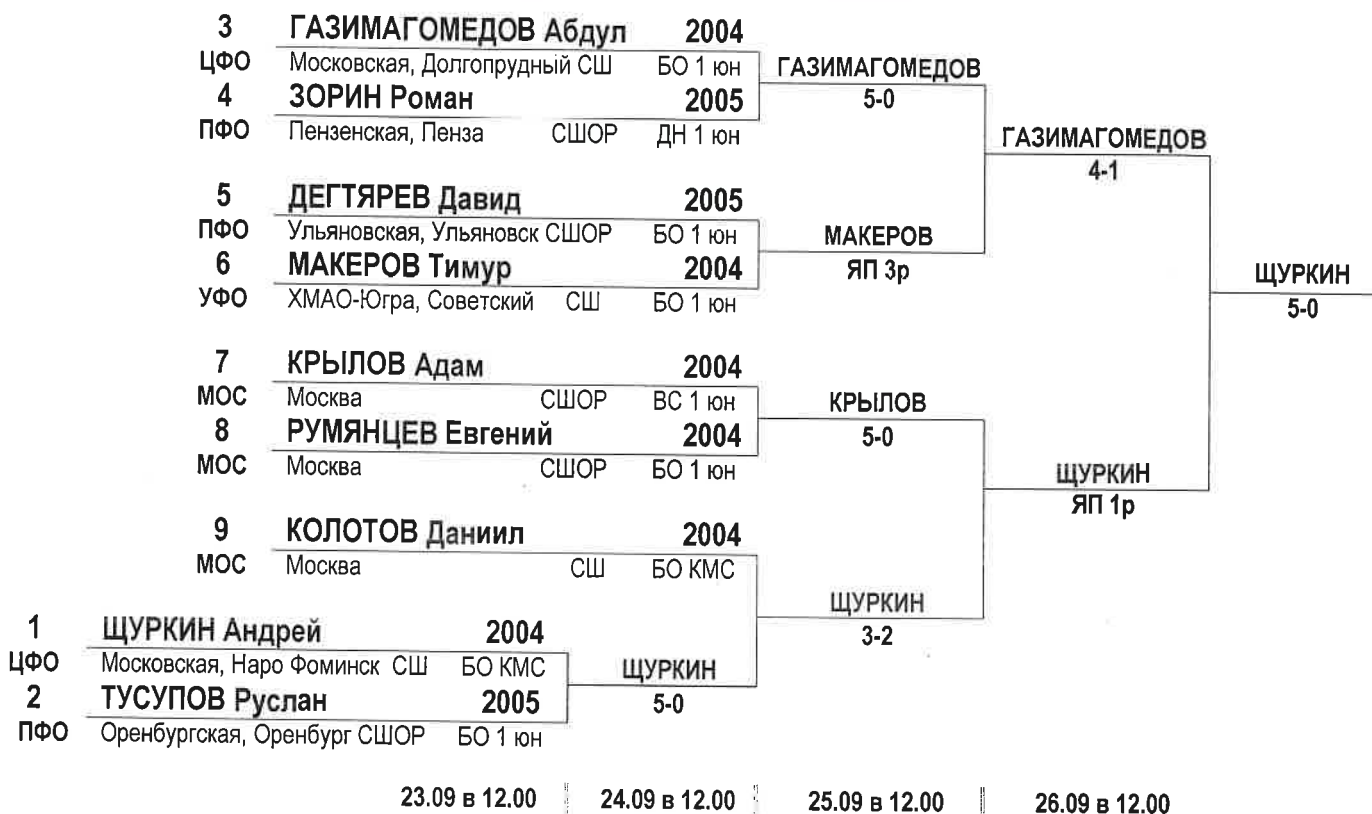 3 ГАЗИМАГОМЕДОВ Абдул 2004
ЦФО Московская, Долгопрудный СШ БО 1 юн
4 ЗОРИН Роман 2005
ПФО Пензенская, Пенза СШОР ДН 1 юн
ГАЗИМАГОМЕДОВ
5-0
5 ДЕГТЯРЕВ Давид 2005
ПФО Ульяновская, Ульяновск СШОР БО 1 юн
6 МАКЕРОВ Тимур 2004
УФО ХМАО-Югра, Советский СШ БО 1 юн
МАКЕРОВ
ЯП 3р
ГАЗИМАГОМЕДОВ
4-1
7 КРЫЛОВ Адам 2004
МОС Москва СШОР ВС 1 юн
8 РУМЯНЦЕВ Евгений 2004
МОС Москва СШОР БО 1 юн
КРЫЛОВ
5-0
9 КОЛОТОВ Даниил 2004
МОС Москва СШ БО КМС
1 ЩУРКИН Андрей 2004
ЦФО Московская, Наро Фоминск СШ БО КМС
2 ТУСУПОВ Руслан 2005
ПФО Оренбургская, Оренбург СШОР БО 1 юн
ЩУРКИН
5-0
ЩУРКИН
3-2
ЩУРКИН
ЯП 1р
ЩУРКИН
5-0
23.09 в 12.00 24.09 в 12.00 25.09 в 12.00 26.09 в 12.00